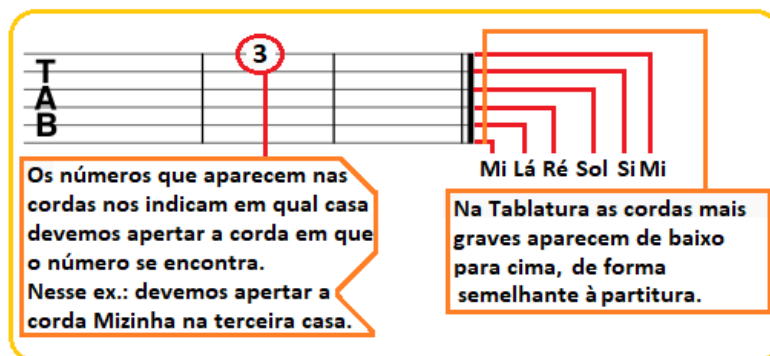 3
T
A
B
Mi Lá Ré Sol Si Mi
Os números que aparecem nas
cordas nos indicam em qual casa
devemos apertar a corda em que
o número se encontra.
Nesse ex.: devemos apertar a
corda Mizinha na terceira casa.
Na Tablatura as cordas mais
graves aparecem de baixo
para cima, de forma
semelhante à partitura.